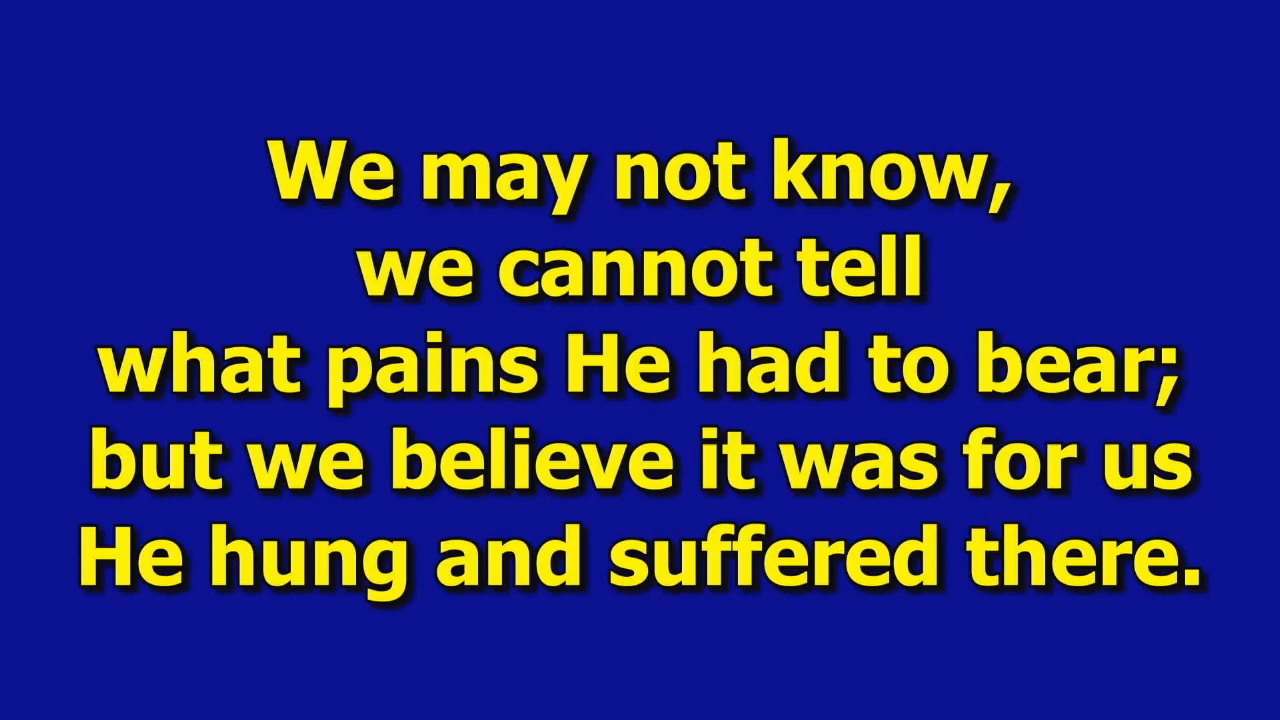 We may not know,
we cannot tell
what pains He had to bear;
but we believe it was for us
He hung and suffered there.